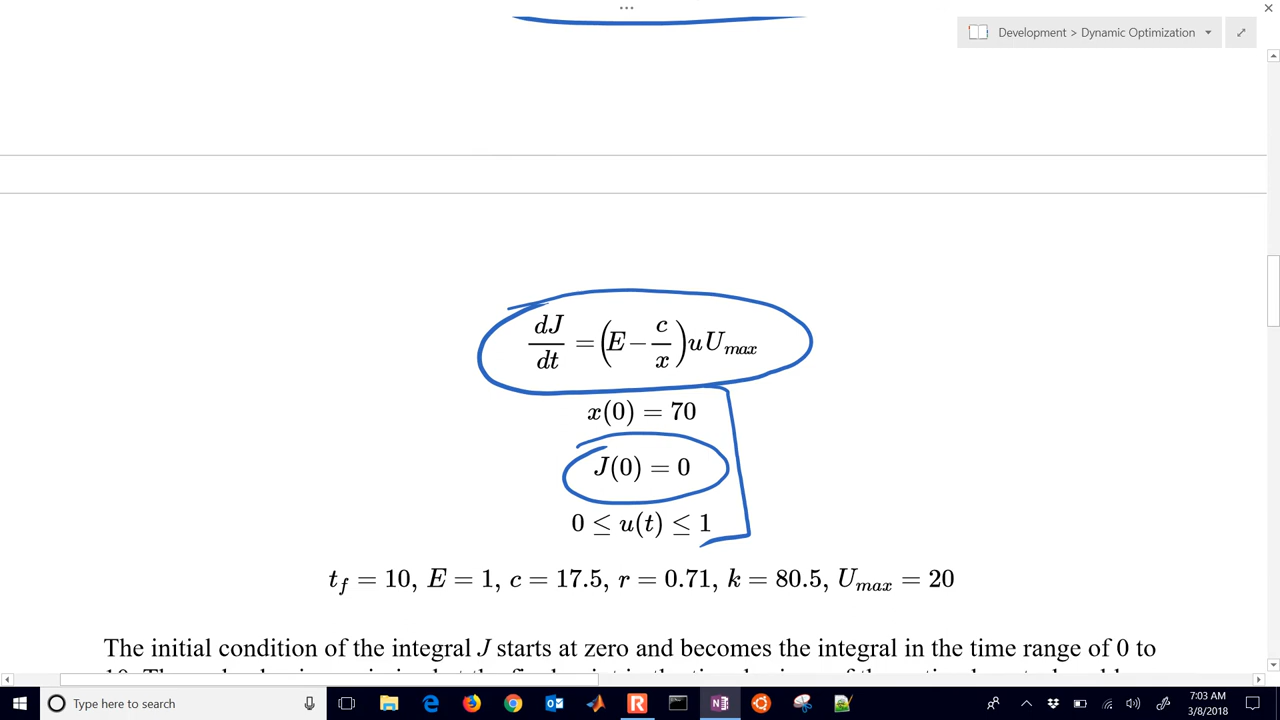 Development > Dynamic Optimization
dJ/dt = (E − c/x) u U_max
x(0) = 70
J(0) = 0
0 ≤ u(t) ≤ 1
t_f = 10, E = 1, c = 17.5, r = 0.71, k = 80.5, U_max = 20
The initial condition of the integral J starts at zero and becomes the integral in the time range of 0 to
Type here to search
7:03 AM
3/8/2018